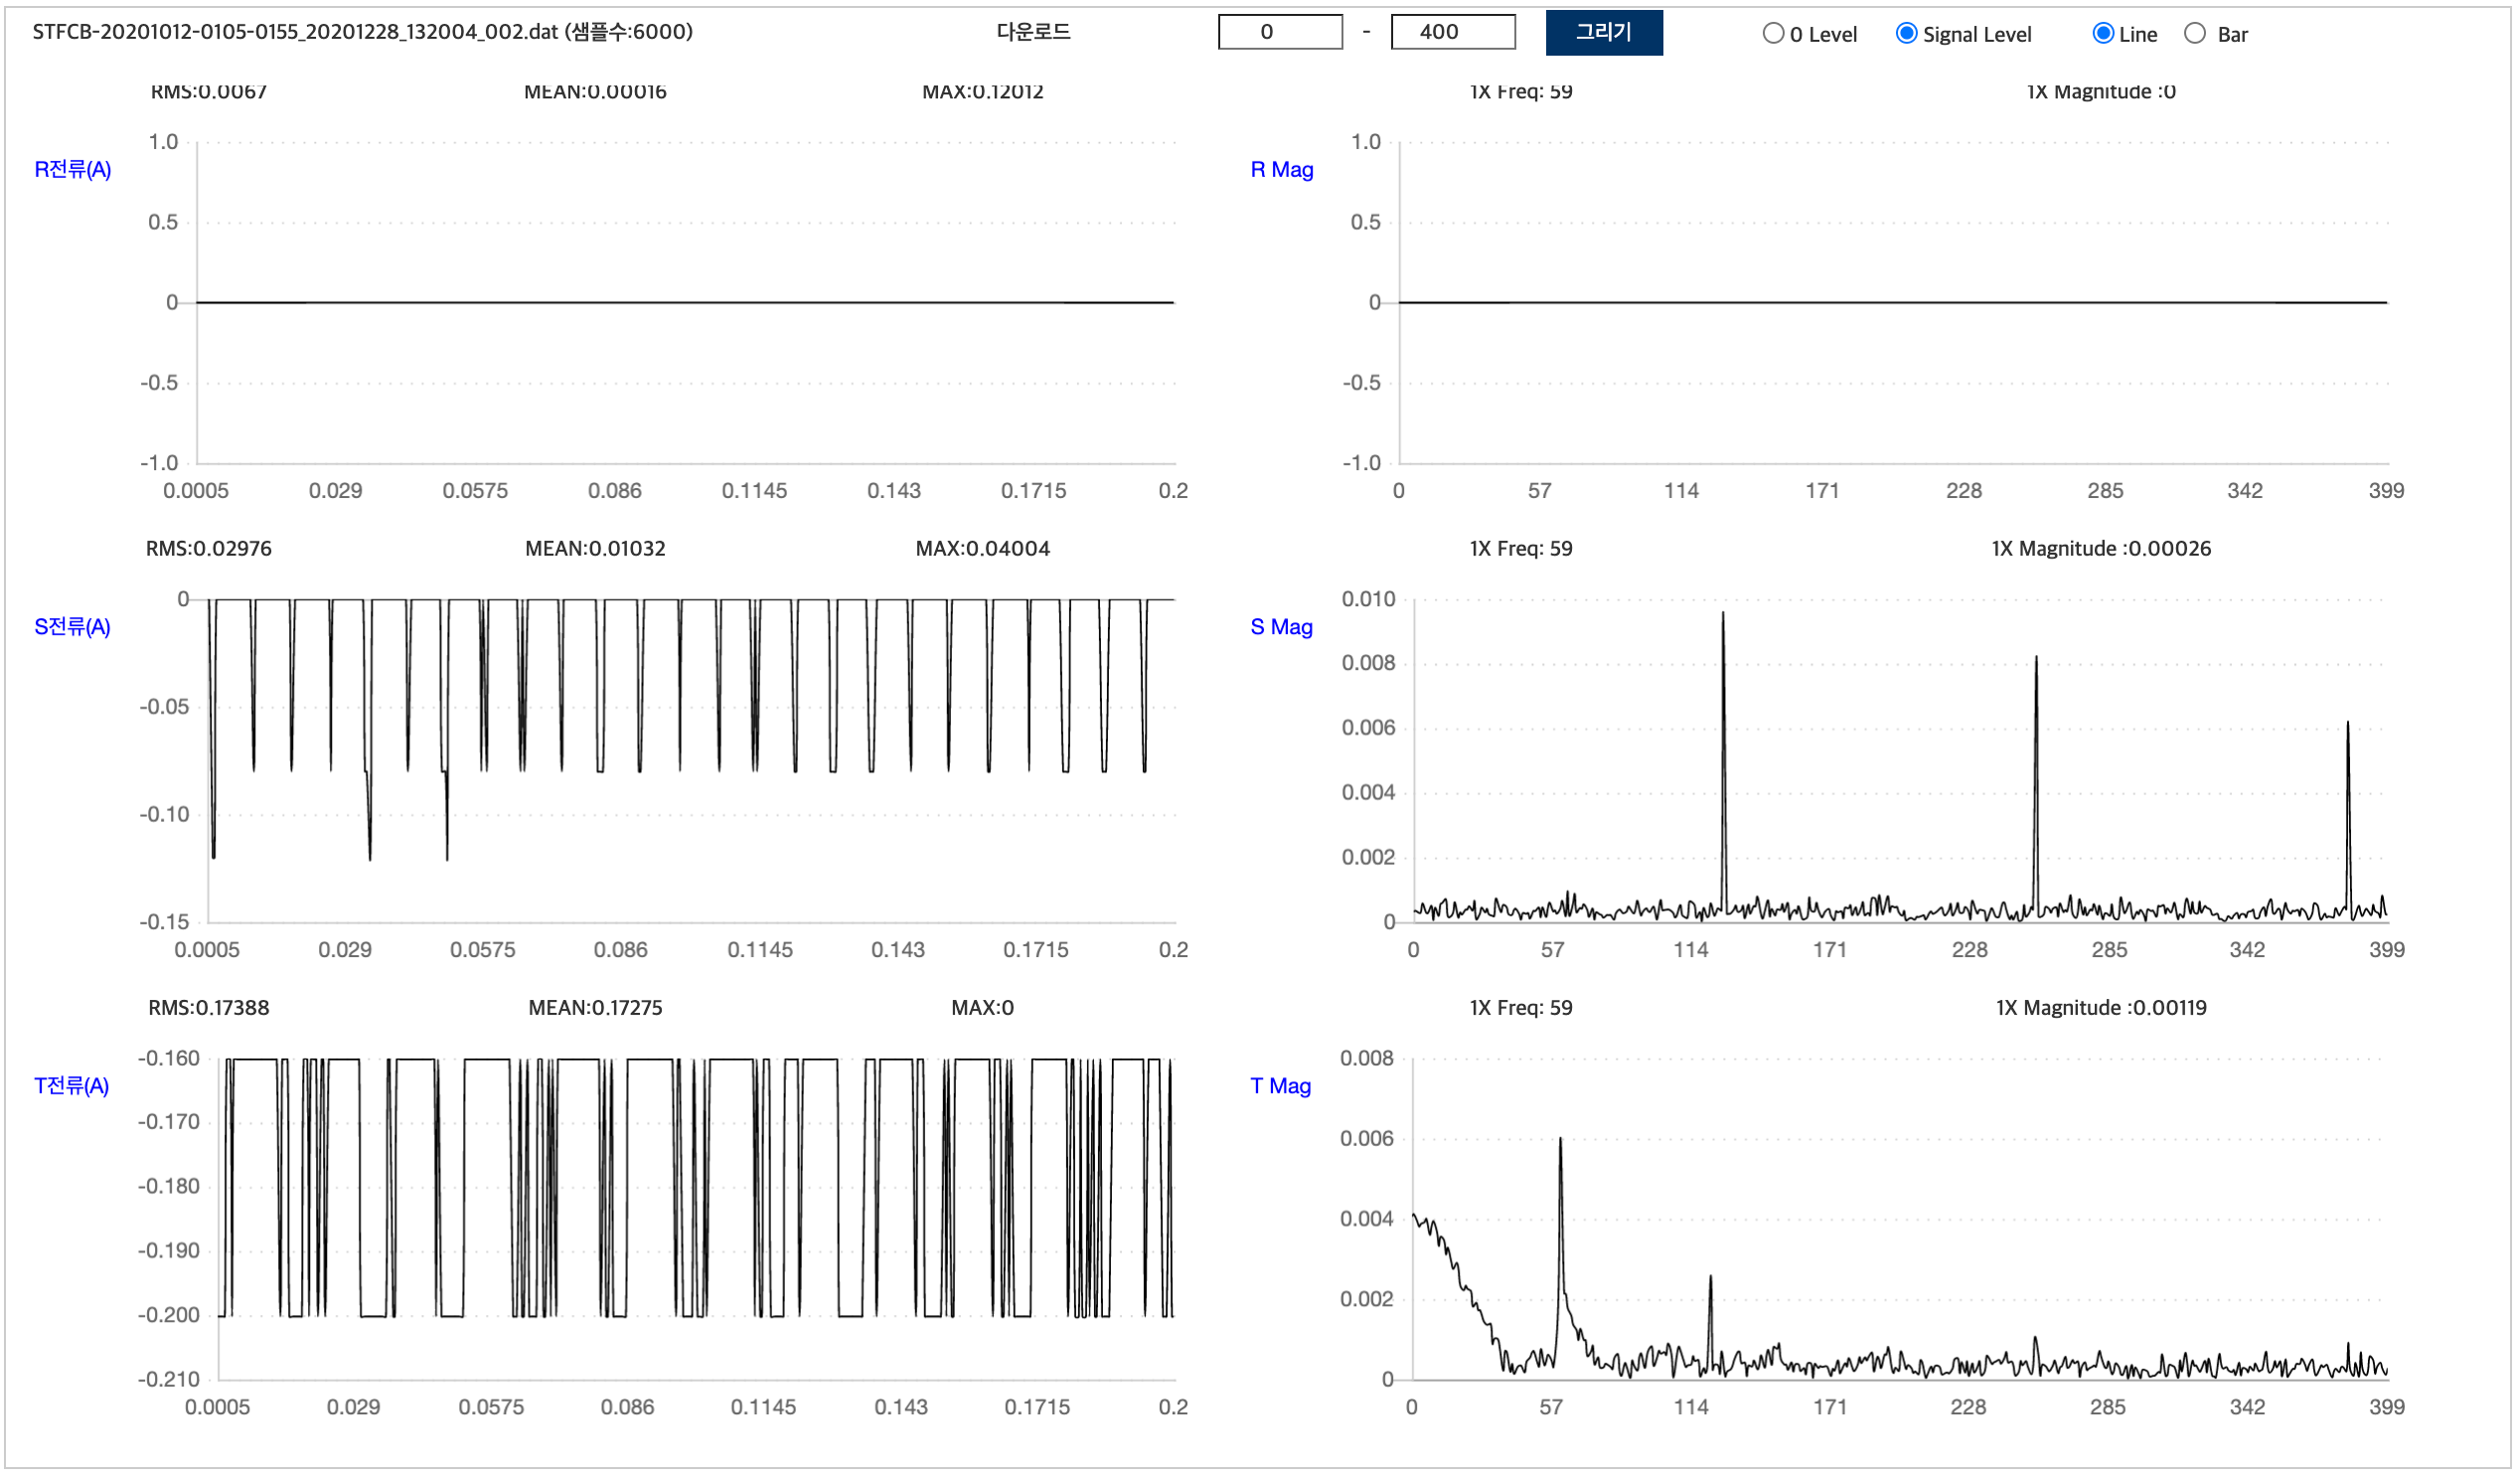 STFCB-20201012-0105-0155_20201228_132004_002.dat (샘플수:6000) 다운로드 0 - 400 그리기 0 Level Signal Level Line Bar
RMS:0.0067 MEAN:0.00016 MAX:0.12012 1X Freq: 59 1X Magnitude :0
R전류(A)
1.0
0.5
0
-0.5
-1.0
0.0005 0.029 0.0575 0.086 0.1145 0.143 0.1715 0.2
R Mag
1.0
0.5
0
-0.5
-1.0
0 57 114 171 228 285 342 399
RMS:0.02976 MEAN:0.01032 MAX:0.04004 1X Freq: 59 1X Magnitude :0.00026
S전류(A)
0
-0.05
-0.10
-0.15
0.0005 0.029 0.0575 0.086 0.1145 0.143 0.1715 0.2
S Mag
0.010
0.008
0.006
0.004
0.002
0
0 57 114 171 228 285 342 399
RMS:0.17388 MEAN:0.17275 MAX:0 1X Freq: 59 1X Magnitude :0.00119
T전류(A)
-0.160
-0.170
-0.180
-0.190
-0.200
-0.210
0.0005 0.029 0.0575 0.086 0.1145 0.143 0.1715 0.2
T Mag
0.008
0.006
0.004
0.002
0
0 57 114 171 228 285 342 399